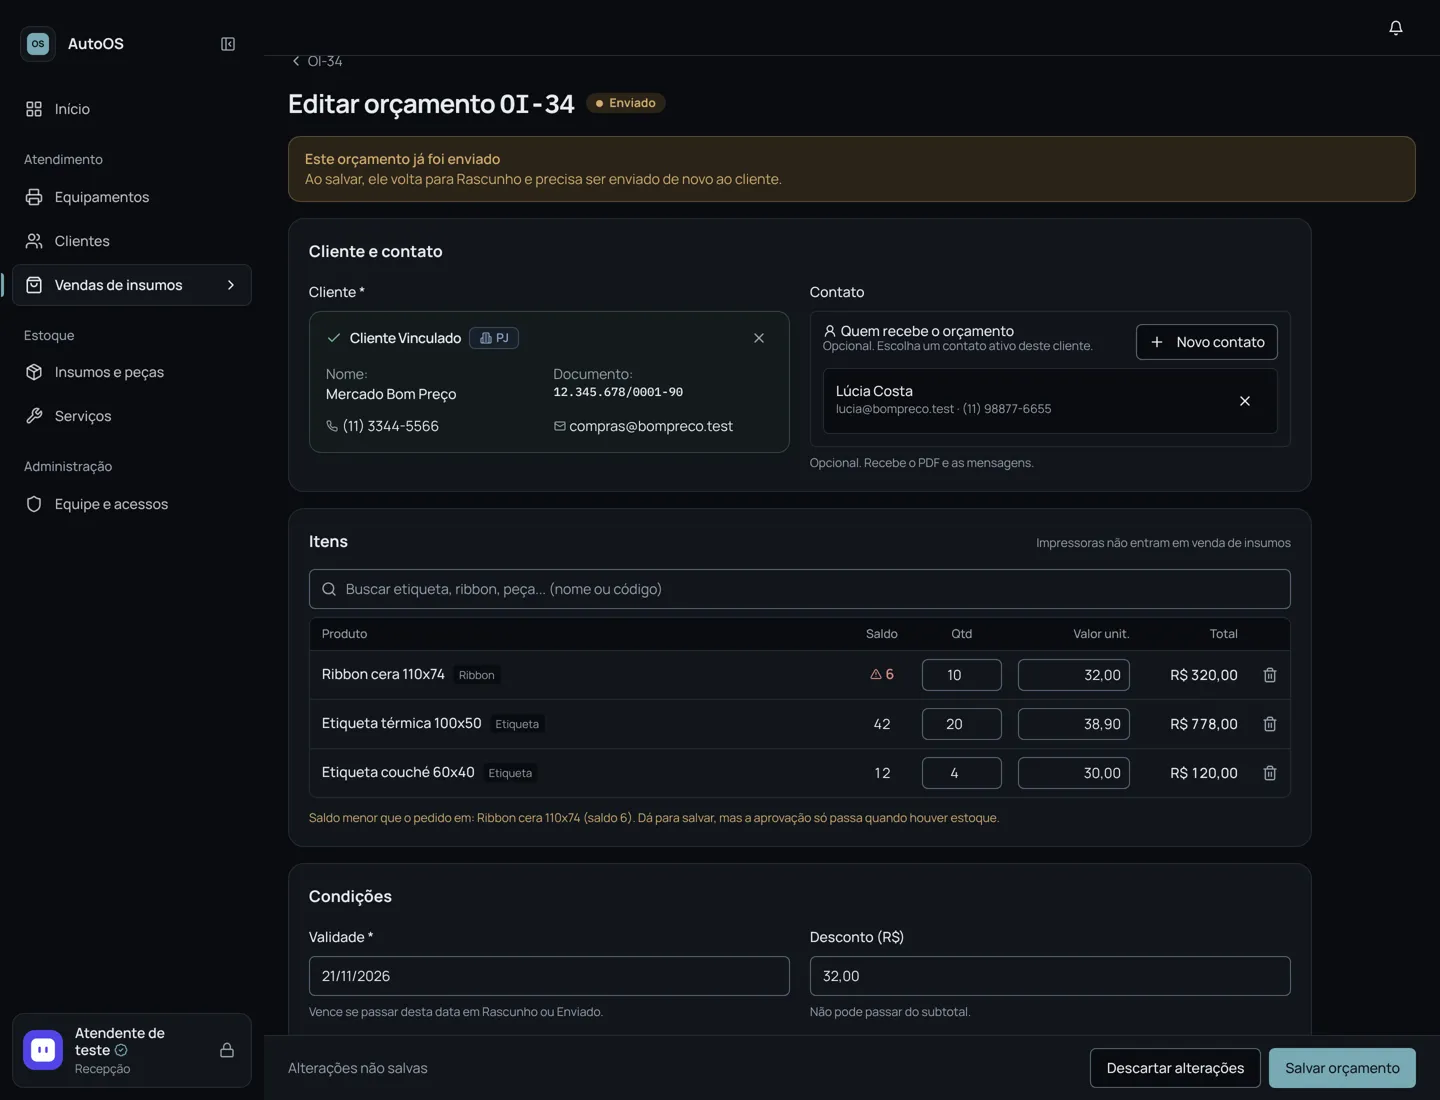 OS AutoOS
Início
Atendimento
Equipamentos
Clientes
Vendas de insumos
Estoque
Insumos e peças
Serviços
Administração
Equipe e acessos
Atendente de
teste
Recepção
OI-34
Editar orçamento OI-34 Enviado
Este orçamento já foi enviado
Ao salvar, ele volta para Rascunho e precisa ser enviado de novo ao cliente.
Cliente e contato
Cliente *
Cliente Vinculado PJ
Nome: Documento:
Mercado Bom Preço 12.345.678/0001-90
(11) 3344-5566 compras@bompreco.test
Contato
Quem recebe o orçamento
Opcional. Escolha um contato ativo deste cliente.
Novo contato
Lúcia Costa
lucia@bompreco.test · (11) 98877-6655
Opcional. Recebe o PDF e as mensagens.
Itens Impressoras não entram em venda de insumos
Buscar etiqueta, ribbon, peça... (nome ou código)
Produto Saldo Qtd Valor unit. Total
Ribbon cera 110x74 Ribbon 6 10 32,00 R$ 320,00
Etiqueta térmica 100x50 Etiqueta 42 20 38,90 R$ 778,00
Etiqueta couché 60x40 Etiqueta 12 4 30,00 R$ 120,00
Saldo menor que o pedido em: Ribbon cera 110x74 (saldo 6). Dá para salvar, mas a aprovação só passa quando houver estoque.
Condições
Validade * Desconto (R$)
21/11/2026 32,00
Vence se passar desta data em Rascunho ou Enviado. Não pode passar do subtotal.
Alterações não salvas Descartar alterações Salvar orçamento